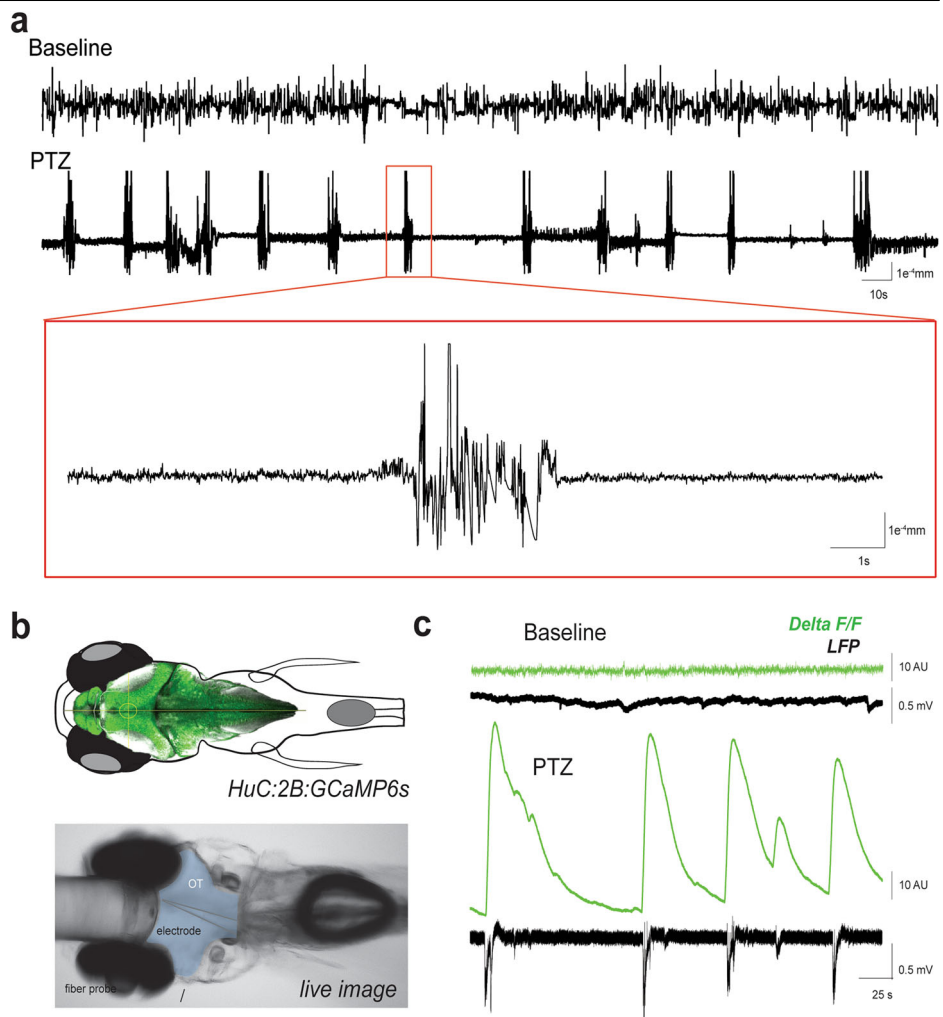 a
Baseline
PTZ
1e⁻⁴mm
10s
1e⁻⁴mm
1s
b
HuC:2B:GCaMP6s
OT
electrode
fiber probe
/
live image
c
Baseline
Delta F/F
LFP
10 AU
0.5 mV
PTZ
10 AU
0.5 mV
25 s